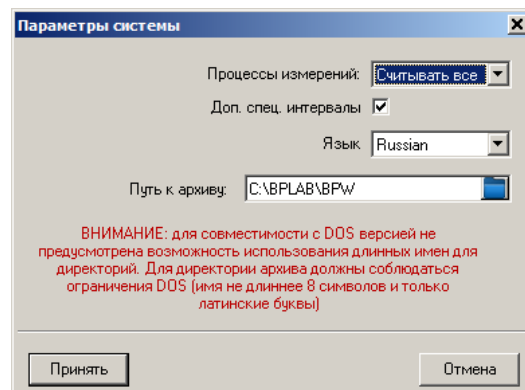 Параметры системы
Процессы измерений: Считывать все
Доп. спец. интервалы
Язык Russian
Путь к архиву: C:\BPLAB\BPW
ВНИМАНИЕ: для совместимости с DOS версией не
предусмотрена возможность использования длинных имен для
директорий. Для директории архива должны соблюдаться
ограничения DOS (имя не длиннее 8 символов и только
латинские буквы)
Принять Отмена